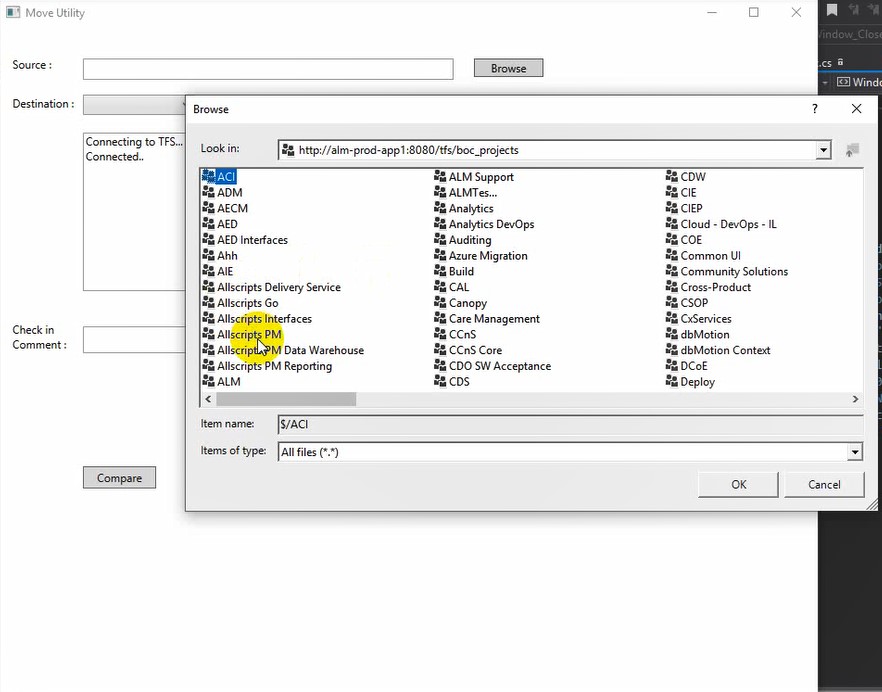 Move Utility
Window_Close
.cs
Windo
Source :
Browse
Destination :
Connecting to TFS...
Connected..
Check in
Comment :
Compare
Browse
?
Look in:
http://alm-prod-app1:8080/tfs/boc_projects
ACI
ADM
AECM
AED
AED Interfaces
Ahh
AIE
Allscripts Delivery Service
Allscripts Go
Allscripts Interfaces
Allscripts PM
Allscripts PM Data Warehouse
Allscripts PM Reporting
ALM
ALM Support
ALMTes...
Analytics
Analytics DevOps
Auditing
Azure Migration
Build
CAL
Canopy
Care Management
CCnS
CCnS Core
CDO SW Acceptance
CDS
CDW
CIE
CIEP
Cloud - DevOps - IL
COE
Common UI
Community Solutions
Cross-Product
CSOP
CxServices
dbMotion
dbMotion Context
DCoE
Deploy
Item name:
$/ACI
Items of type:
All files (*.*)
OK
Cancel